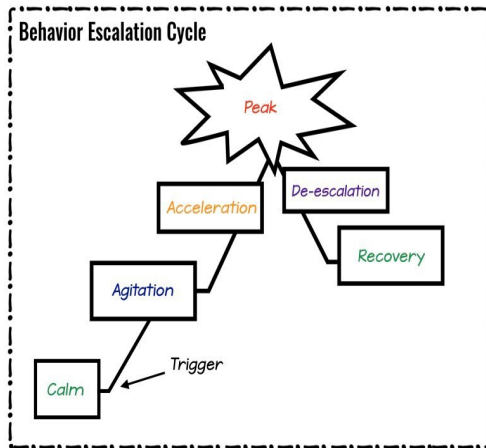 Behavior Escalation Cycle
Peak
De-escalation
Acceleration
Recovery
Agitation
Trigger
Calm